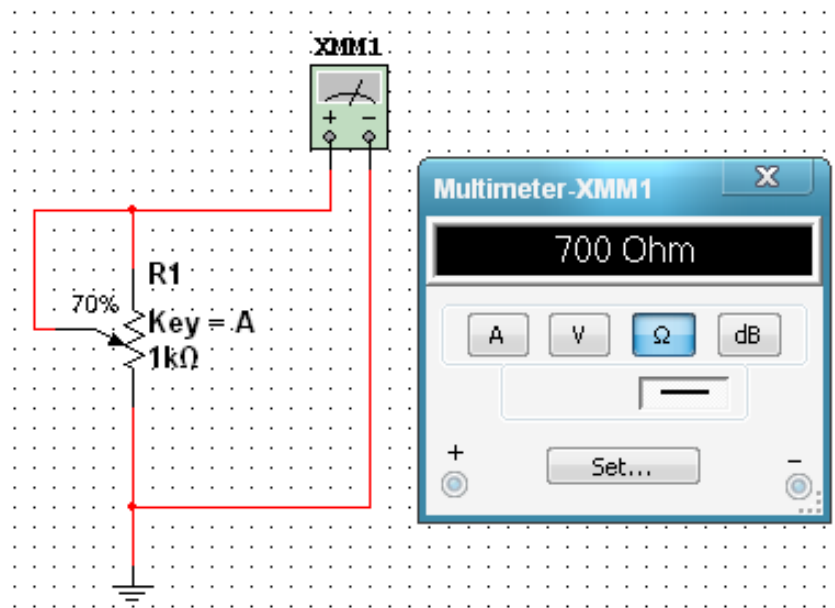 XMM1
+ −
R1
70%
Key = A
1kΩ
Multimeter-XMM1
X
700 Ohm
A V Ω dB
+ Set... −